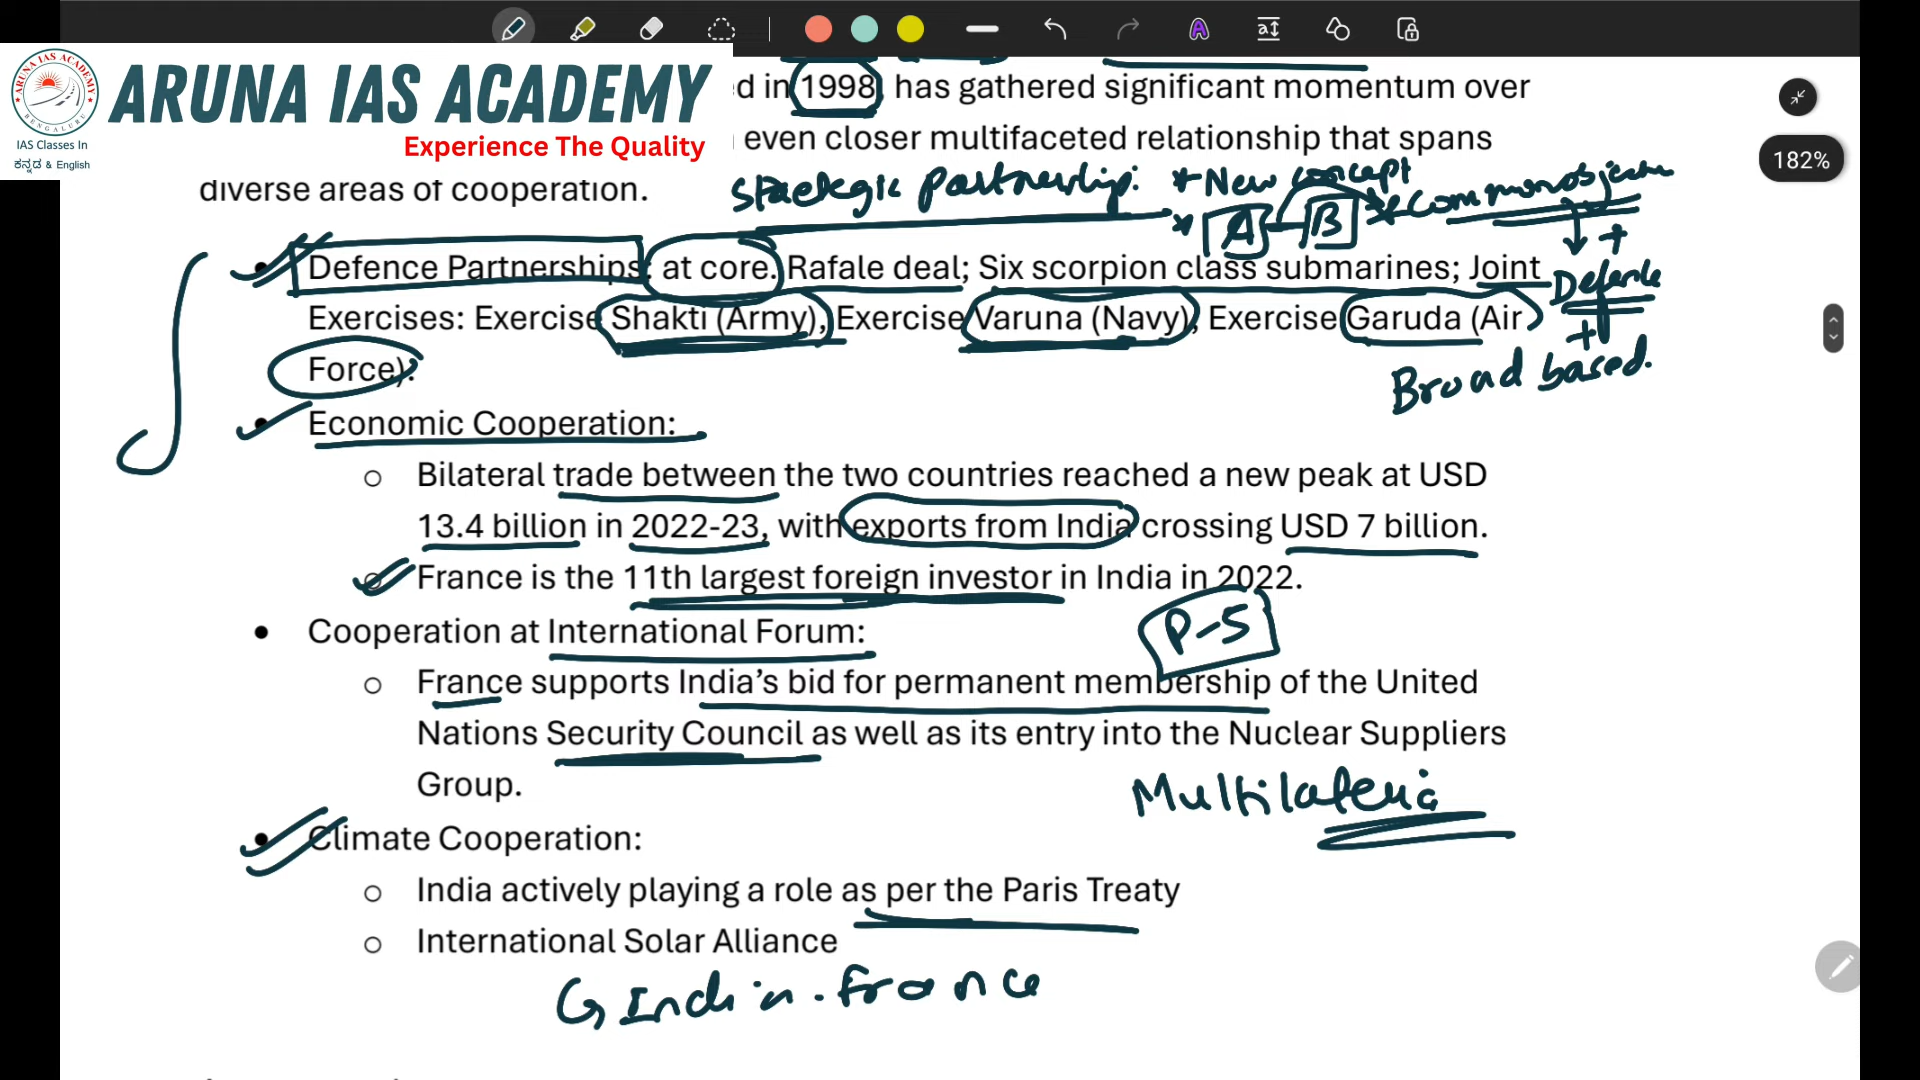 ARUNA IAS ACADEMY
Experience The Quality
ARUNA IAS ACADEMY
BENGALURU
IAS Classes In
ಕನ್ನಡ & English
182%
ed in 1998, has gathered significant momentum over
even closer multifaceted relationship that spans
diverse areas of cooperation.
Partnership: * New concept
* A B * Common objective
• Defence Partnerships: at core. Rafale deal; Six scorpion class submarines; Joint
+
Defence
Exercises: Exercise Shakti (Army), Exercise Varuna (Navy), Exercise Garuda (Air
Force).
+
Broad based.
• Economic Cooperation:
o Bilateral trade between the two countries reached a new peak at USD
13.4 billion in 2022-23, with exports from India crossing USD 7 billion.
o France is the 11th largest foreign investor in India in 2022.
P-5
• Cooperation at International Forum:
o France supports India's bid for permanent membership of the United
Nations Security Council as well as its entry into the Nuclear Suppliers
Group.
• Climate Cooperation:
o India actively playing a role as per the Paris Treaty
o International Solar Alliance
India - France